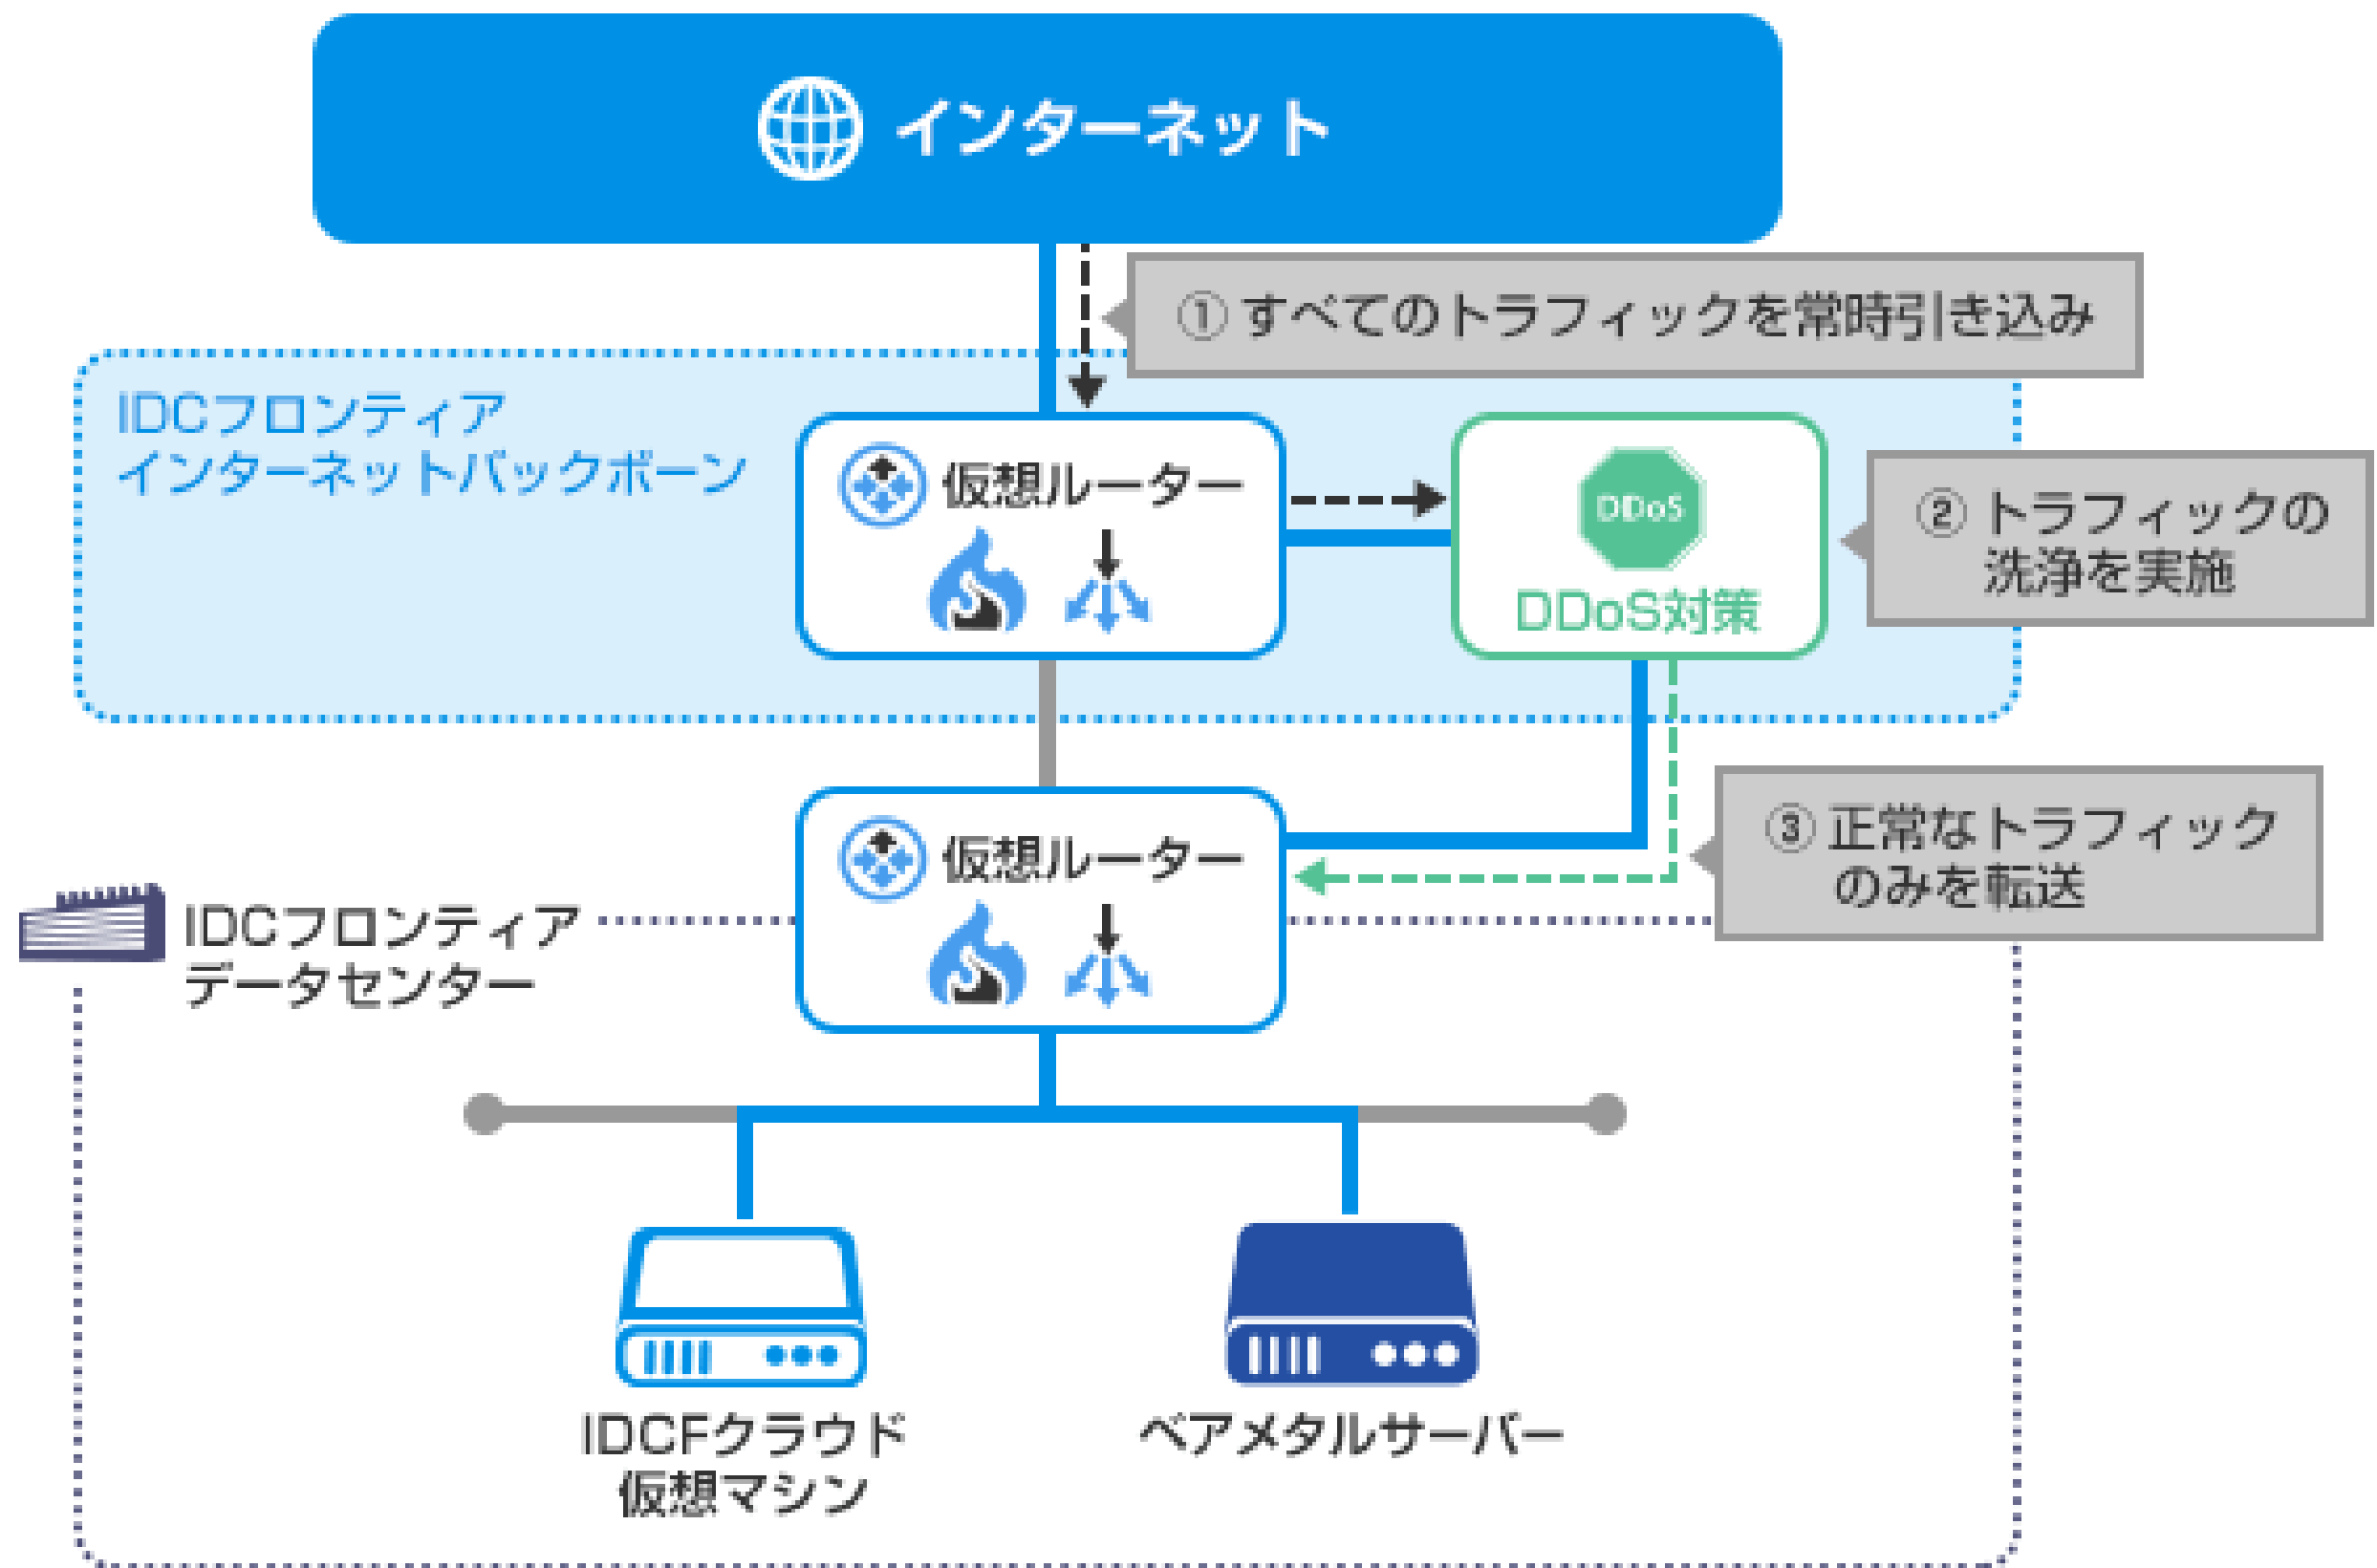 インターネット
① すべてのトラフィックを常時引き込み
IDCフロンティア
インターネットバックボーン
仮想ルーター
DDoS
DDoS対策
② トラフィックの
洗浄を実施
仮想ルーター
③ 正常なトラフィック
のみを転送
IDCフロンティア
データセンター
IDCFクラウド
仮想マシン
ベアメタルサーバー